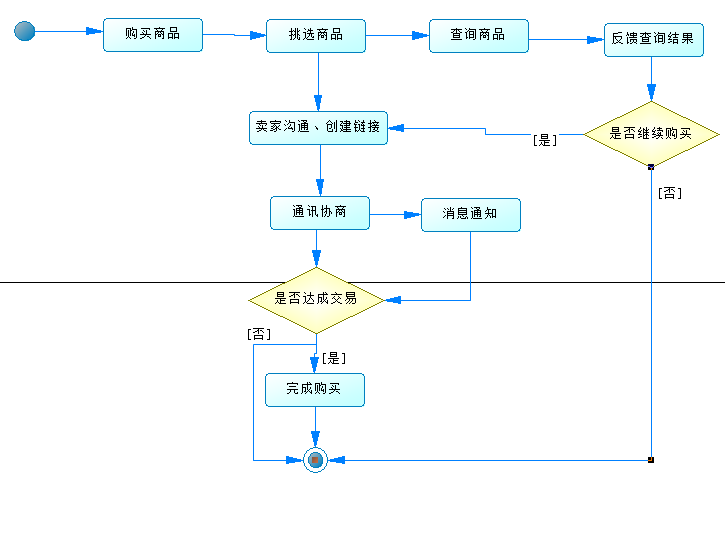 购买商品
挑选商品
查询商品
反馈查询结果
卖家沟通、创建链接
[是]
是否继续购买
[否]
通讯协商
消息通知
是否达成交易
[否]
[是]
完成购买